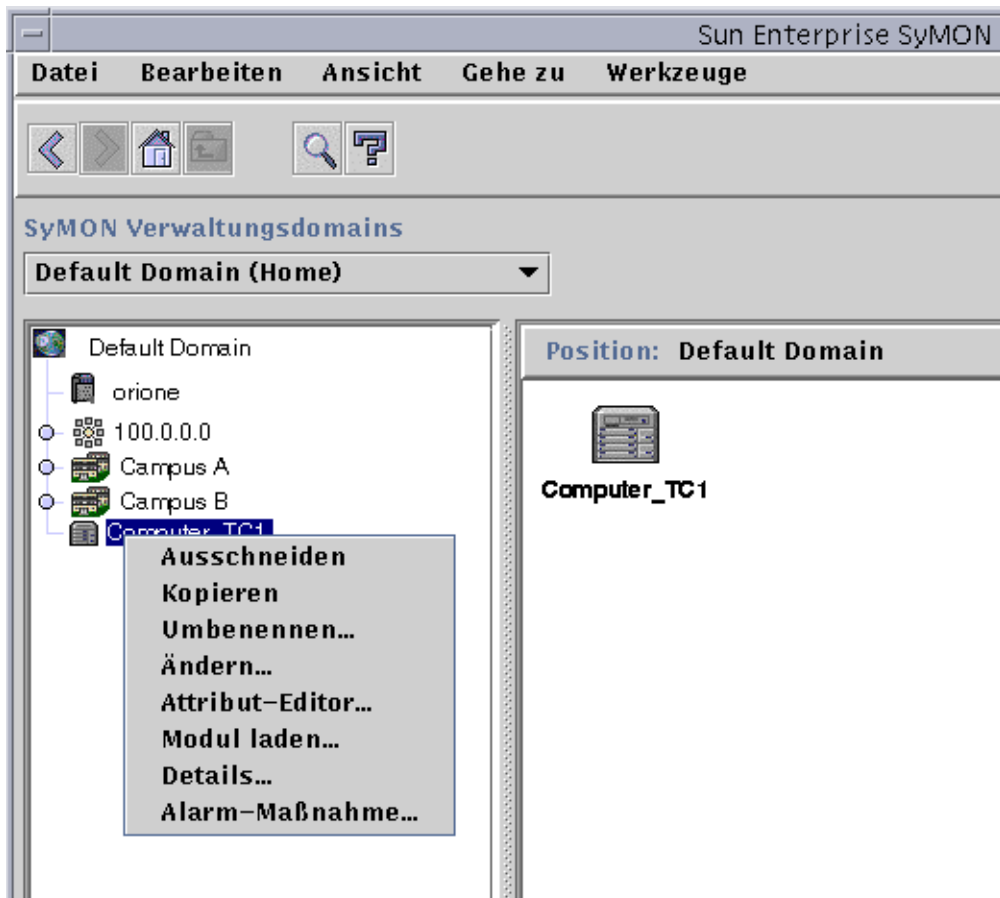 Sun Enterprise SyMON
Datei Bearbeiten Ansicht Gehe zu Werkzeuge
SyMON Verwaltungsdomains
Default Domain (Home)
Default Domain
orione
100.0.0.0
Campus A
Campus B
Computer_TC1
Ausschneiden
Kopieren
Umbenennen...
Ändern...
Attribut-Editor...
Modul laden...
Details...
Alarm-Maßnahme...
Position: Default Domain
Computer_TC1